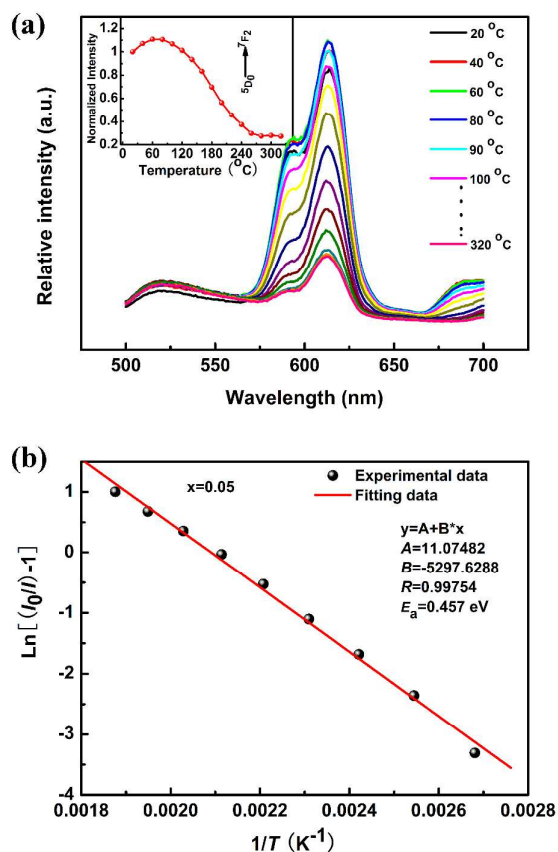 (a)
Normalized Intensity
1.2
1
0.8
0.6
0.4
0.2
0 60 120 180 240 300
Temperature (°C)
⁵D₀
⁷F₂
20 °C
40 °C
60 °C
80 °C
90 °C
100 °C
320 °C
Relative intensity (a.u.)
500 550 600 650 700
Wavelength (nm)
(b)
x=0.05
Experimental data
Fitting data
y=A+B*x
A=11.07482
B=-5297.6288
R=0.99754
Eₐ=0.457 eV
Ln[(I₀/I)-1]
1
0
-1
-2
-3
-4
0.0018 0.0020 0.0022 0.0024 0.0026 0.0028
1/T (K⁻¹)